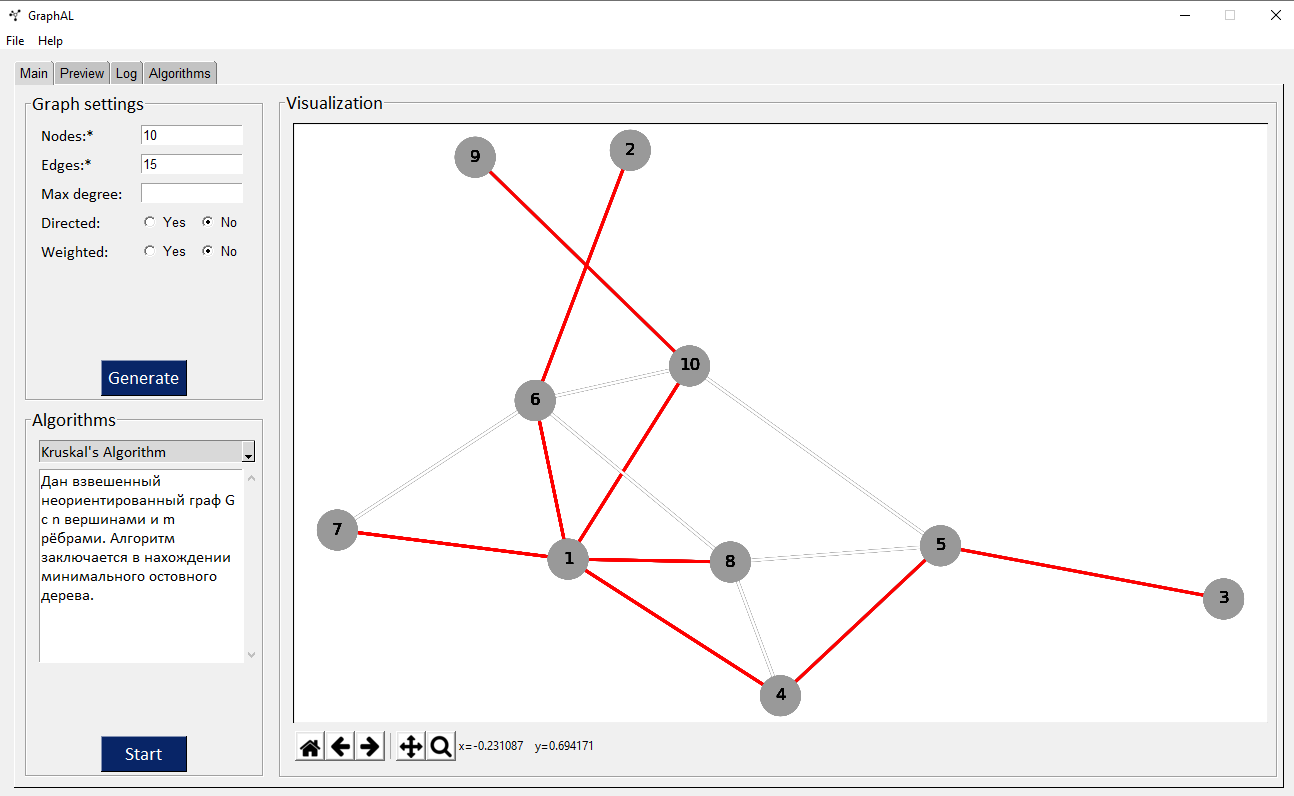 GraphAL
File Help
Main Preview Log Algorithms
Graph settings
Nodes:* 10
Edges:* 15
Max degree:
Directed: Yes No
Weighted: Yes No
Generate
Algorithms
Kruskal's Algorithm
Дан взвешенный
неориентированный граф G
с n вершинами и m
рёбрами. Алгоритм
заключается в нахождении
минимального остовного
дерева.
Start
Visualization
9 2
10
6
7
1 8 5
3
4
x=-0.231087 y=0.694171